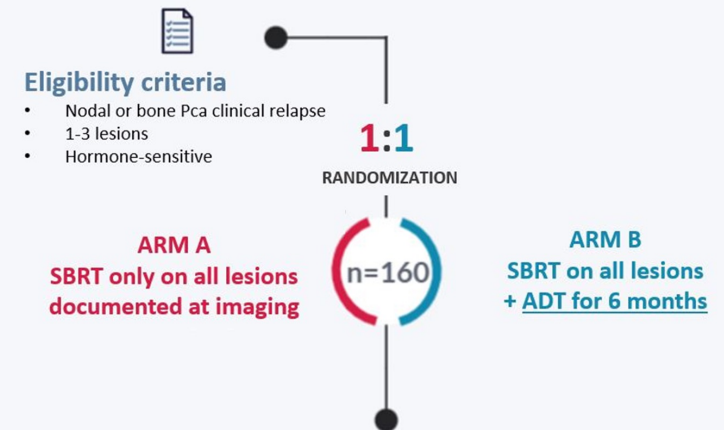 Eligibility criteria
• Nodal or bone Pca clinical relapse
• 1-3 lesions
• Hormone-sensitive
1:1
RANDOMIZATION
ARM A
SBRT only on all lesions
documented at imaging
n=160
ARM B
SBRT on all lesions
+ ADT for 6 months